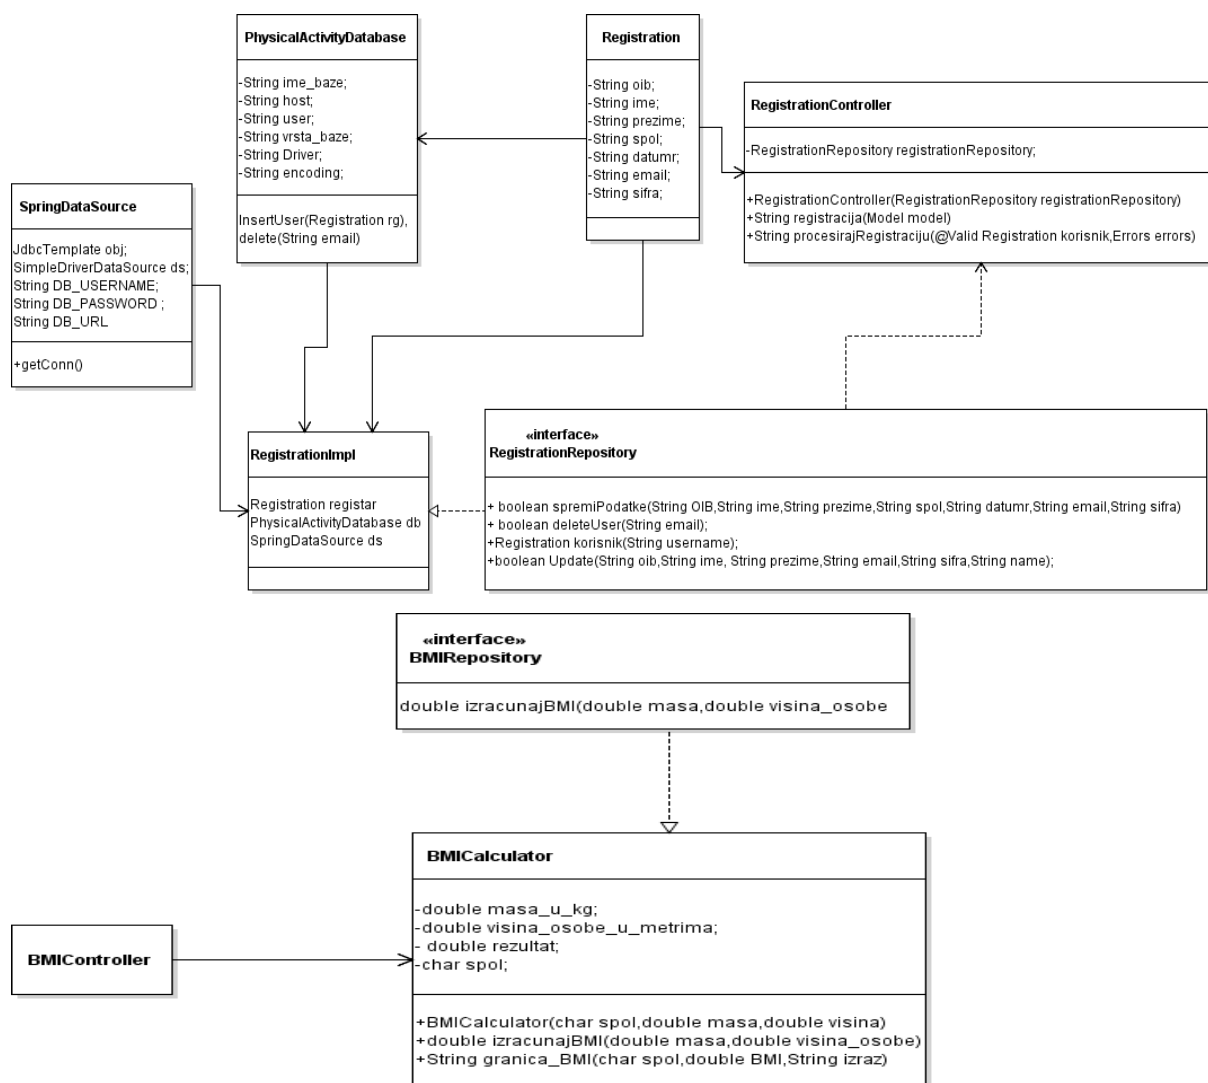 PhysicalActivityDatabase
-String ime_baze;
-String host;
-String user;
-String vrsta_baze;
-String Driver;
-String encoding;
InsertUser(Registration rg),
delete(String email)
Registration
-String oib;
-String ime;
-String prezime;
-String spol;
-String datumr;
-String email;
-String sifra;
RegistrationController
-RegistrationRepository registrationRepository;
+RegistrationController(RegistrationRepository registrationRepository)
+String registracija(Model model)
+String procesirajRegistraciju(@Valid Registration korisnik,Errors errors)
SpringDataSource
JdbcTemplate obj;
SimpleDriverDataSource ds;
String DB_USERNAME;
String DB_PASSWORD ;
String DB_URL
+getConn()
RegistrationImpl
Registration registar
PhysicalActivityDatabase db
SpringDataSource ds
«interface»
RegistrationRepository
+ boolean spremiPodatke(String OIB,String ime,String prezime,String spol,String datumr,String email,String sifra)
+ boolean deleteUser(String email);
+Registration korisnik(String username);
+boolean Update(String oib,String ime, String prezime,String email,String sifra,String name);
«interface»
BMIRepository
double izracunajBMI(double masa,double visina_osobe
BMICalculator
-double masa_u_kg;
-double visina_osobe_u_metrima;
- double rezultat;
-char spol;
+BMICalculator(char spol,double masa,double visina)
+double izracunajBMI(double masa,double visina_osobe)
+String granica_BMI(char spol,double BMI,String izraz)
BMIController